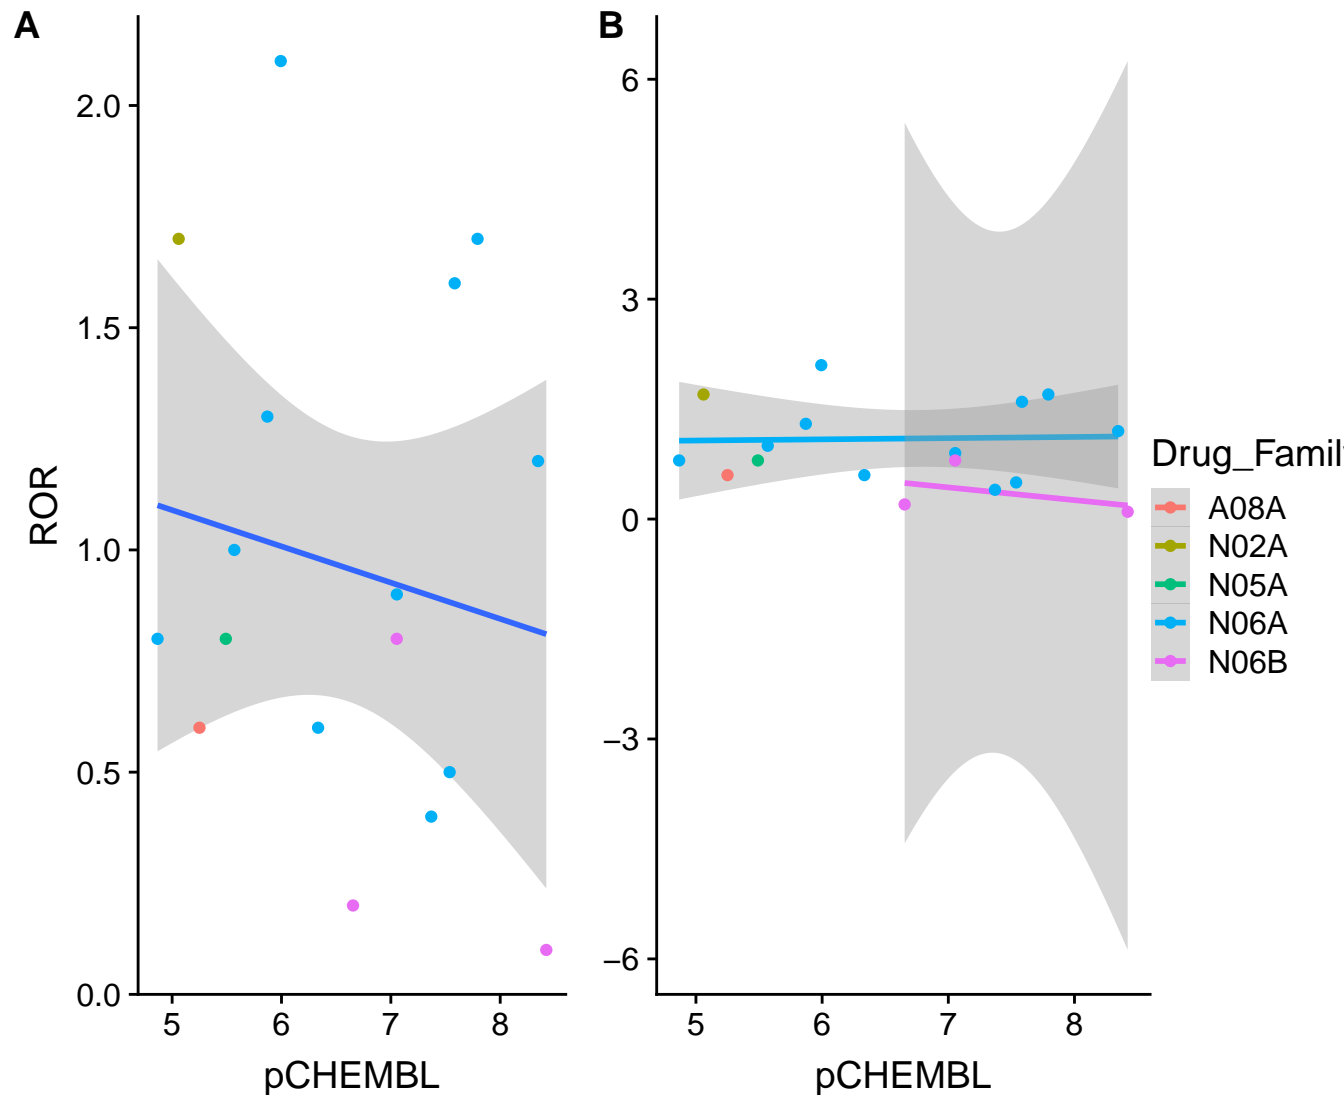 A
B
2.0
1.5
1.0
0.5
0.0
ROR
5 6 7 8
pCHEMBL
6
3
0
−3
−6
5 6 7 8
pCHEMBL
Drug_Famil
A08A
N02A
N05A
N06A
N06B